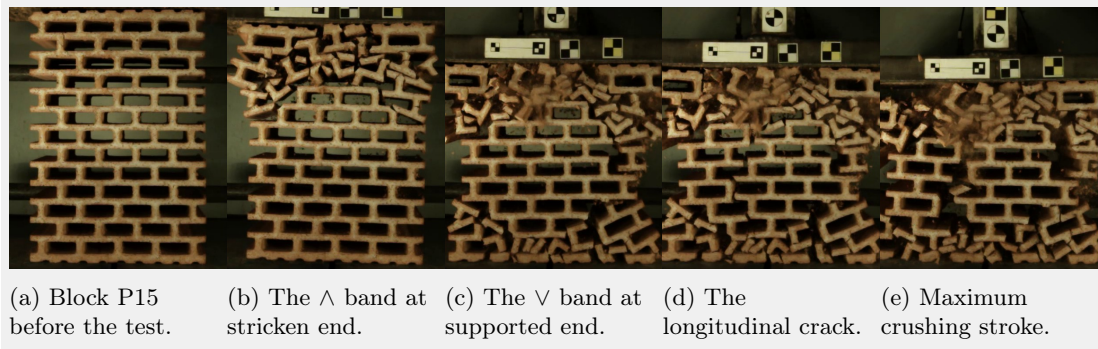 (a) Block P15
before the test.
(b) The ∧ band at
stricken end.
(c) The ∨ band at
supported end.
(d) The
longitudinal crack.
(e) Maximum
crushing stroke.